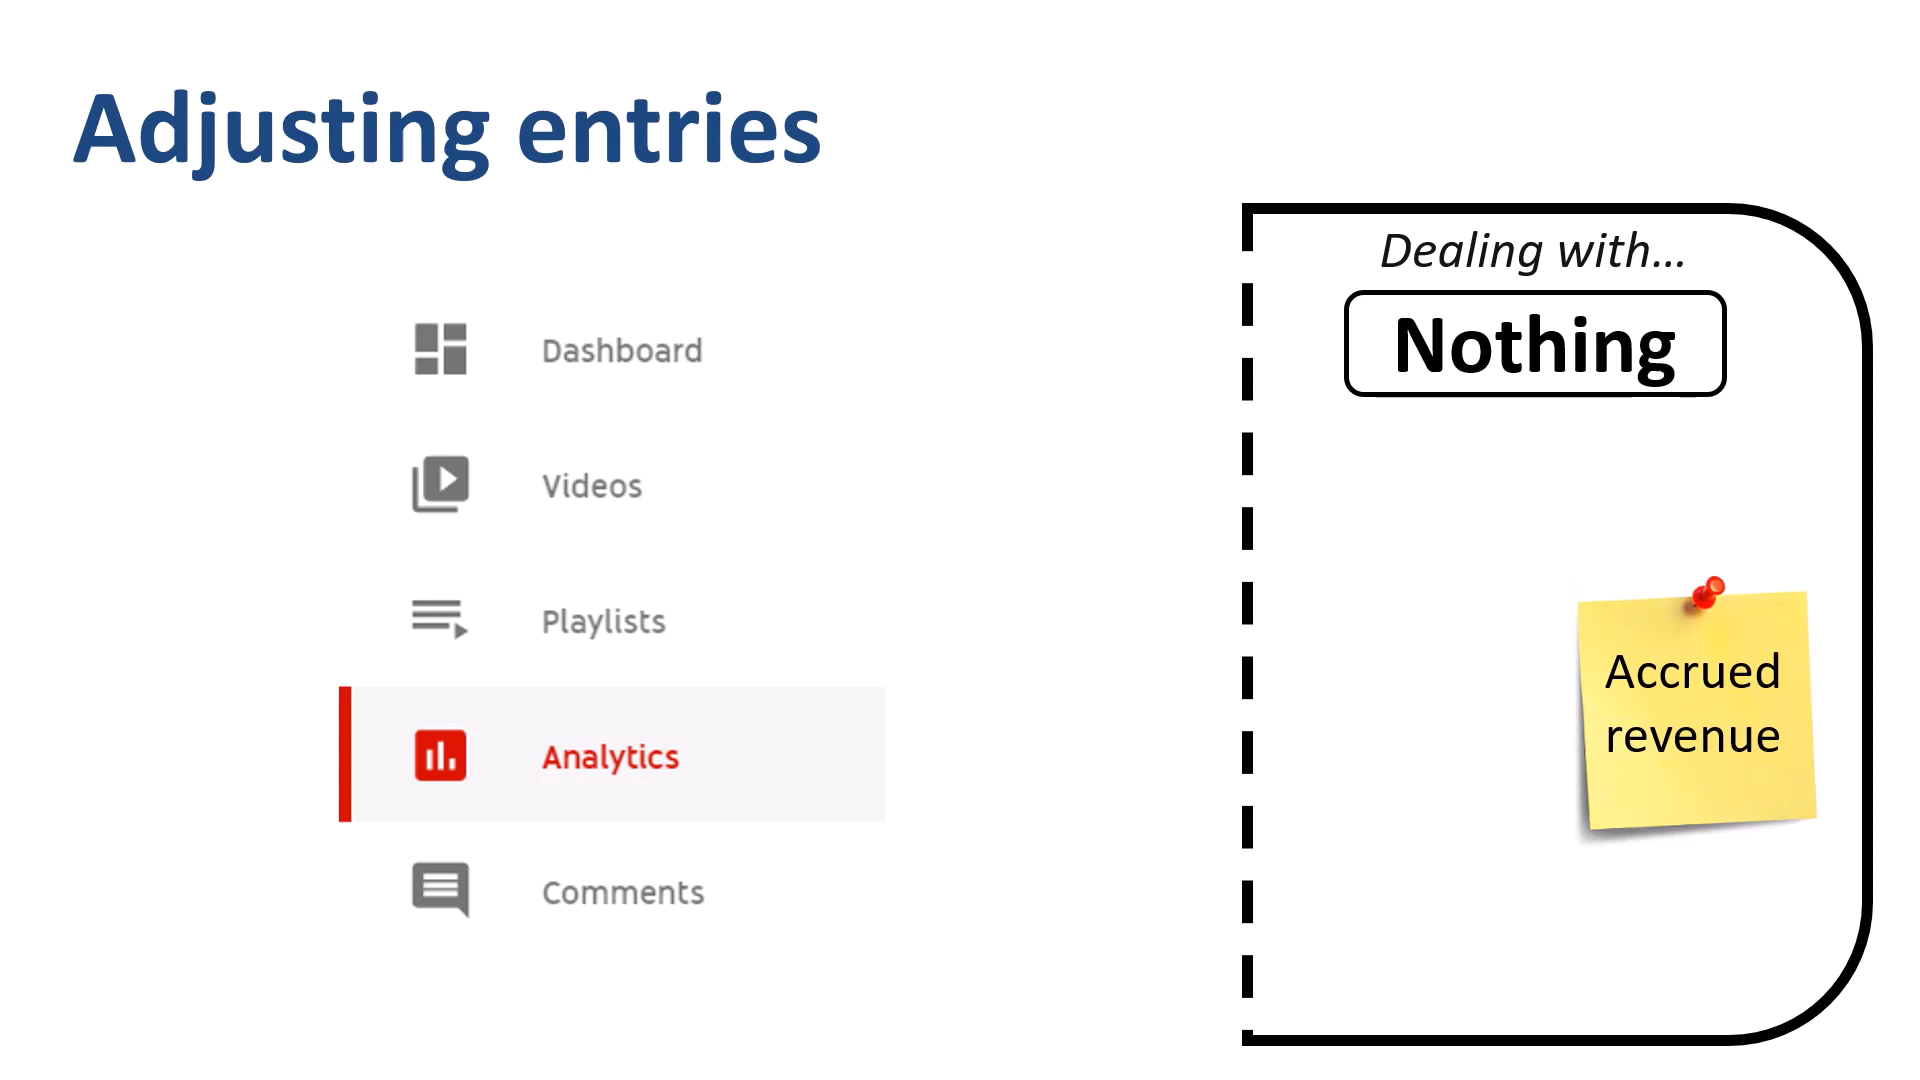 Adjusting entries
Dashboard
Videos
Playlists
Analytics
Comments
Dealing with...
Nothing
Accrued
revenue